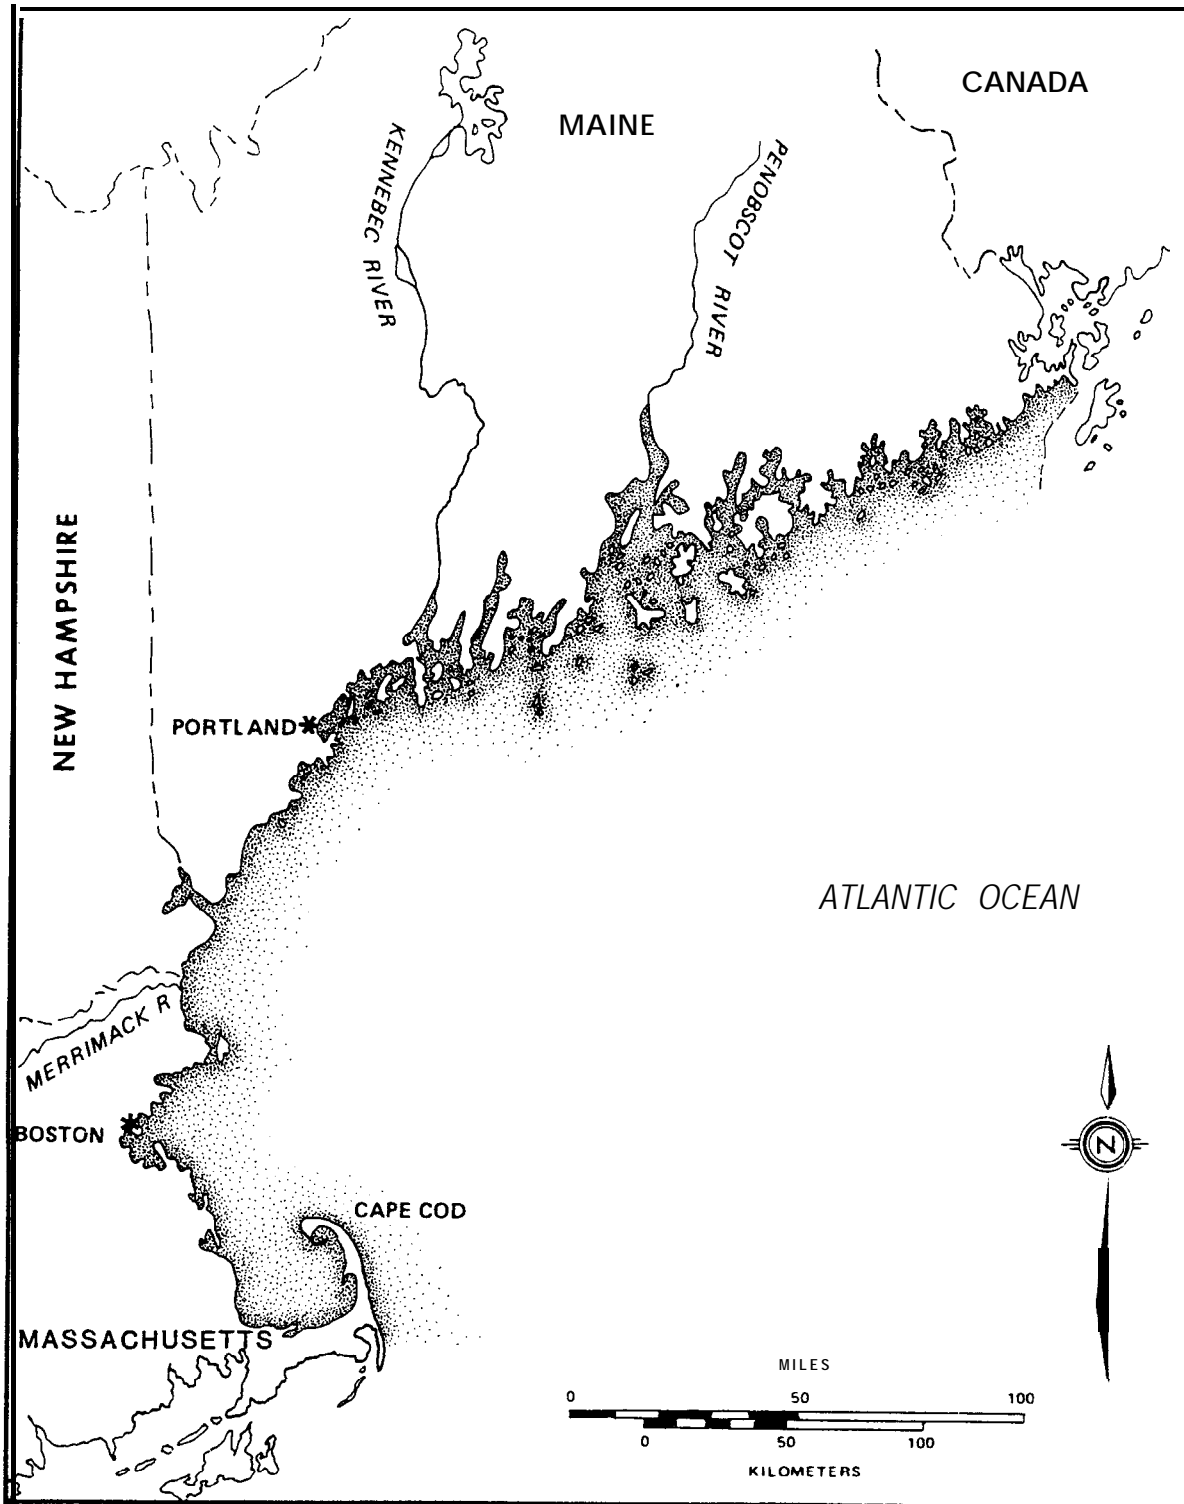 CANADA
MAINE
KENNEBEC RIVER
PENOBSCOT RIVER
NEW HAMPSHIRE
PORTLAND
ATLANTIC OCEAN
MERRIMACK R
BOSTON
N
CAPE COD
MASSACHUSETTS
MILES
0 50 100
0 50 100
KILOMETERS